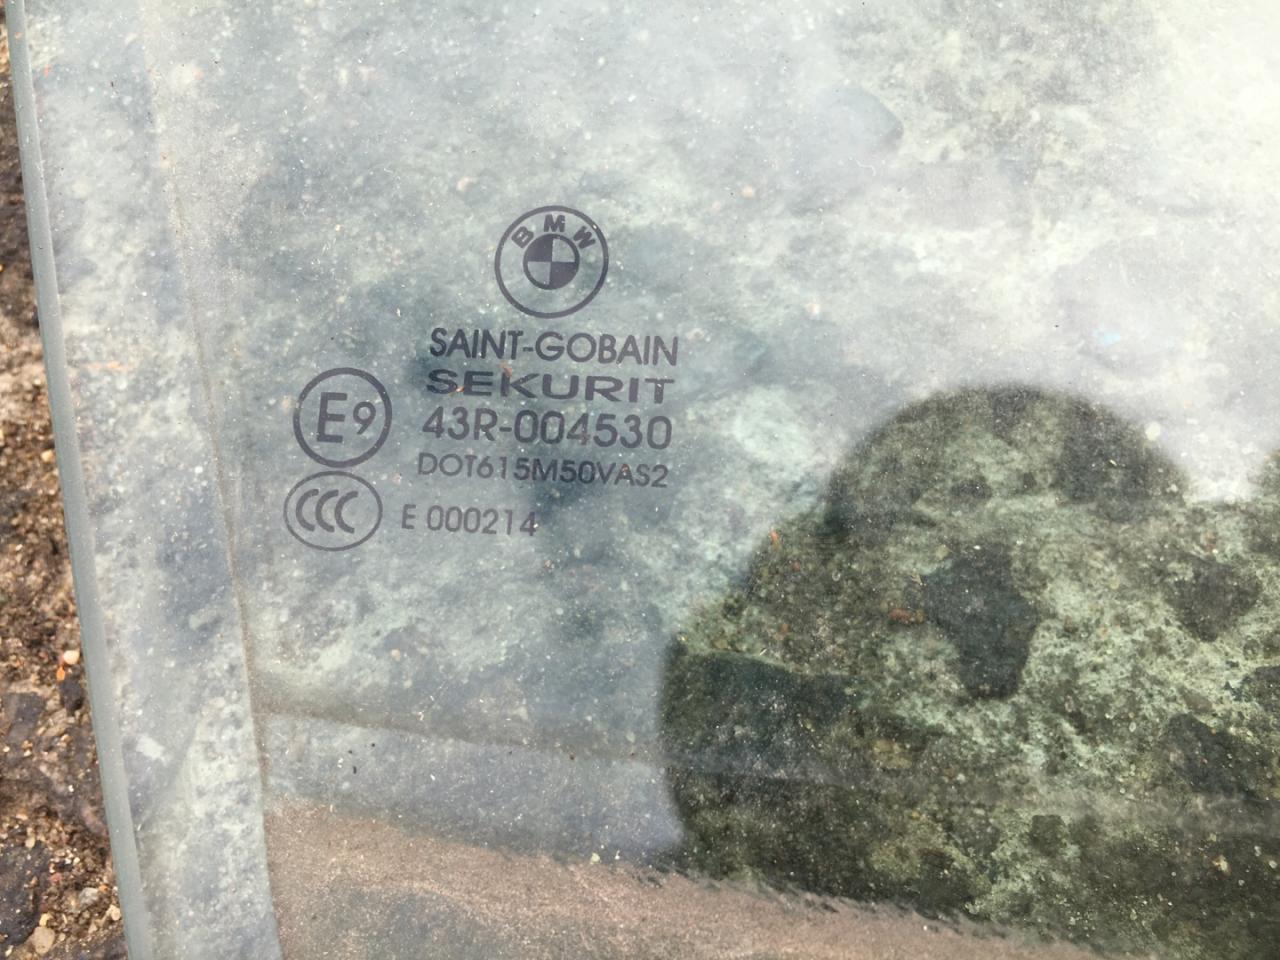 BMW
SAINT-GOBAIN
SEKURIT
E9 43R-004530
DOT615M50VAS2
CCC E 000214